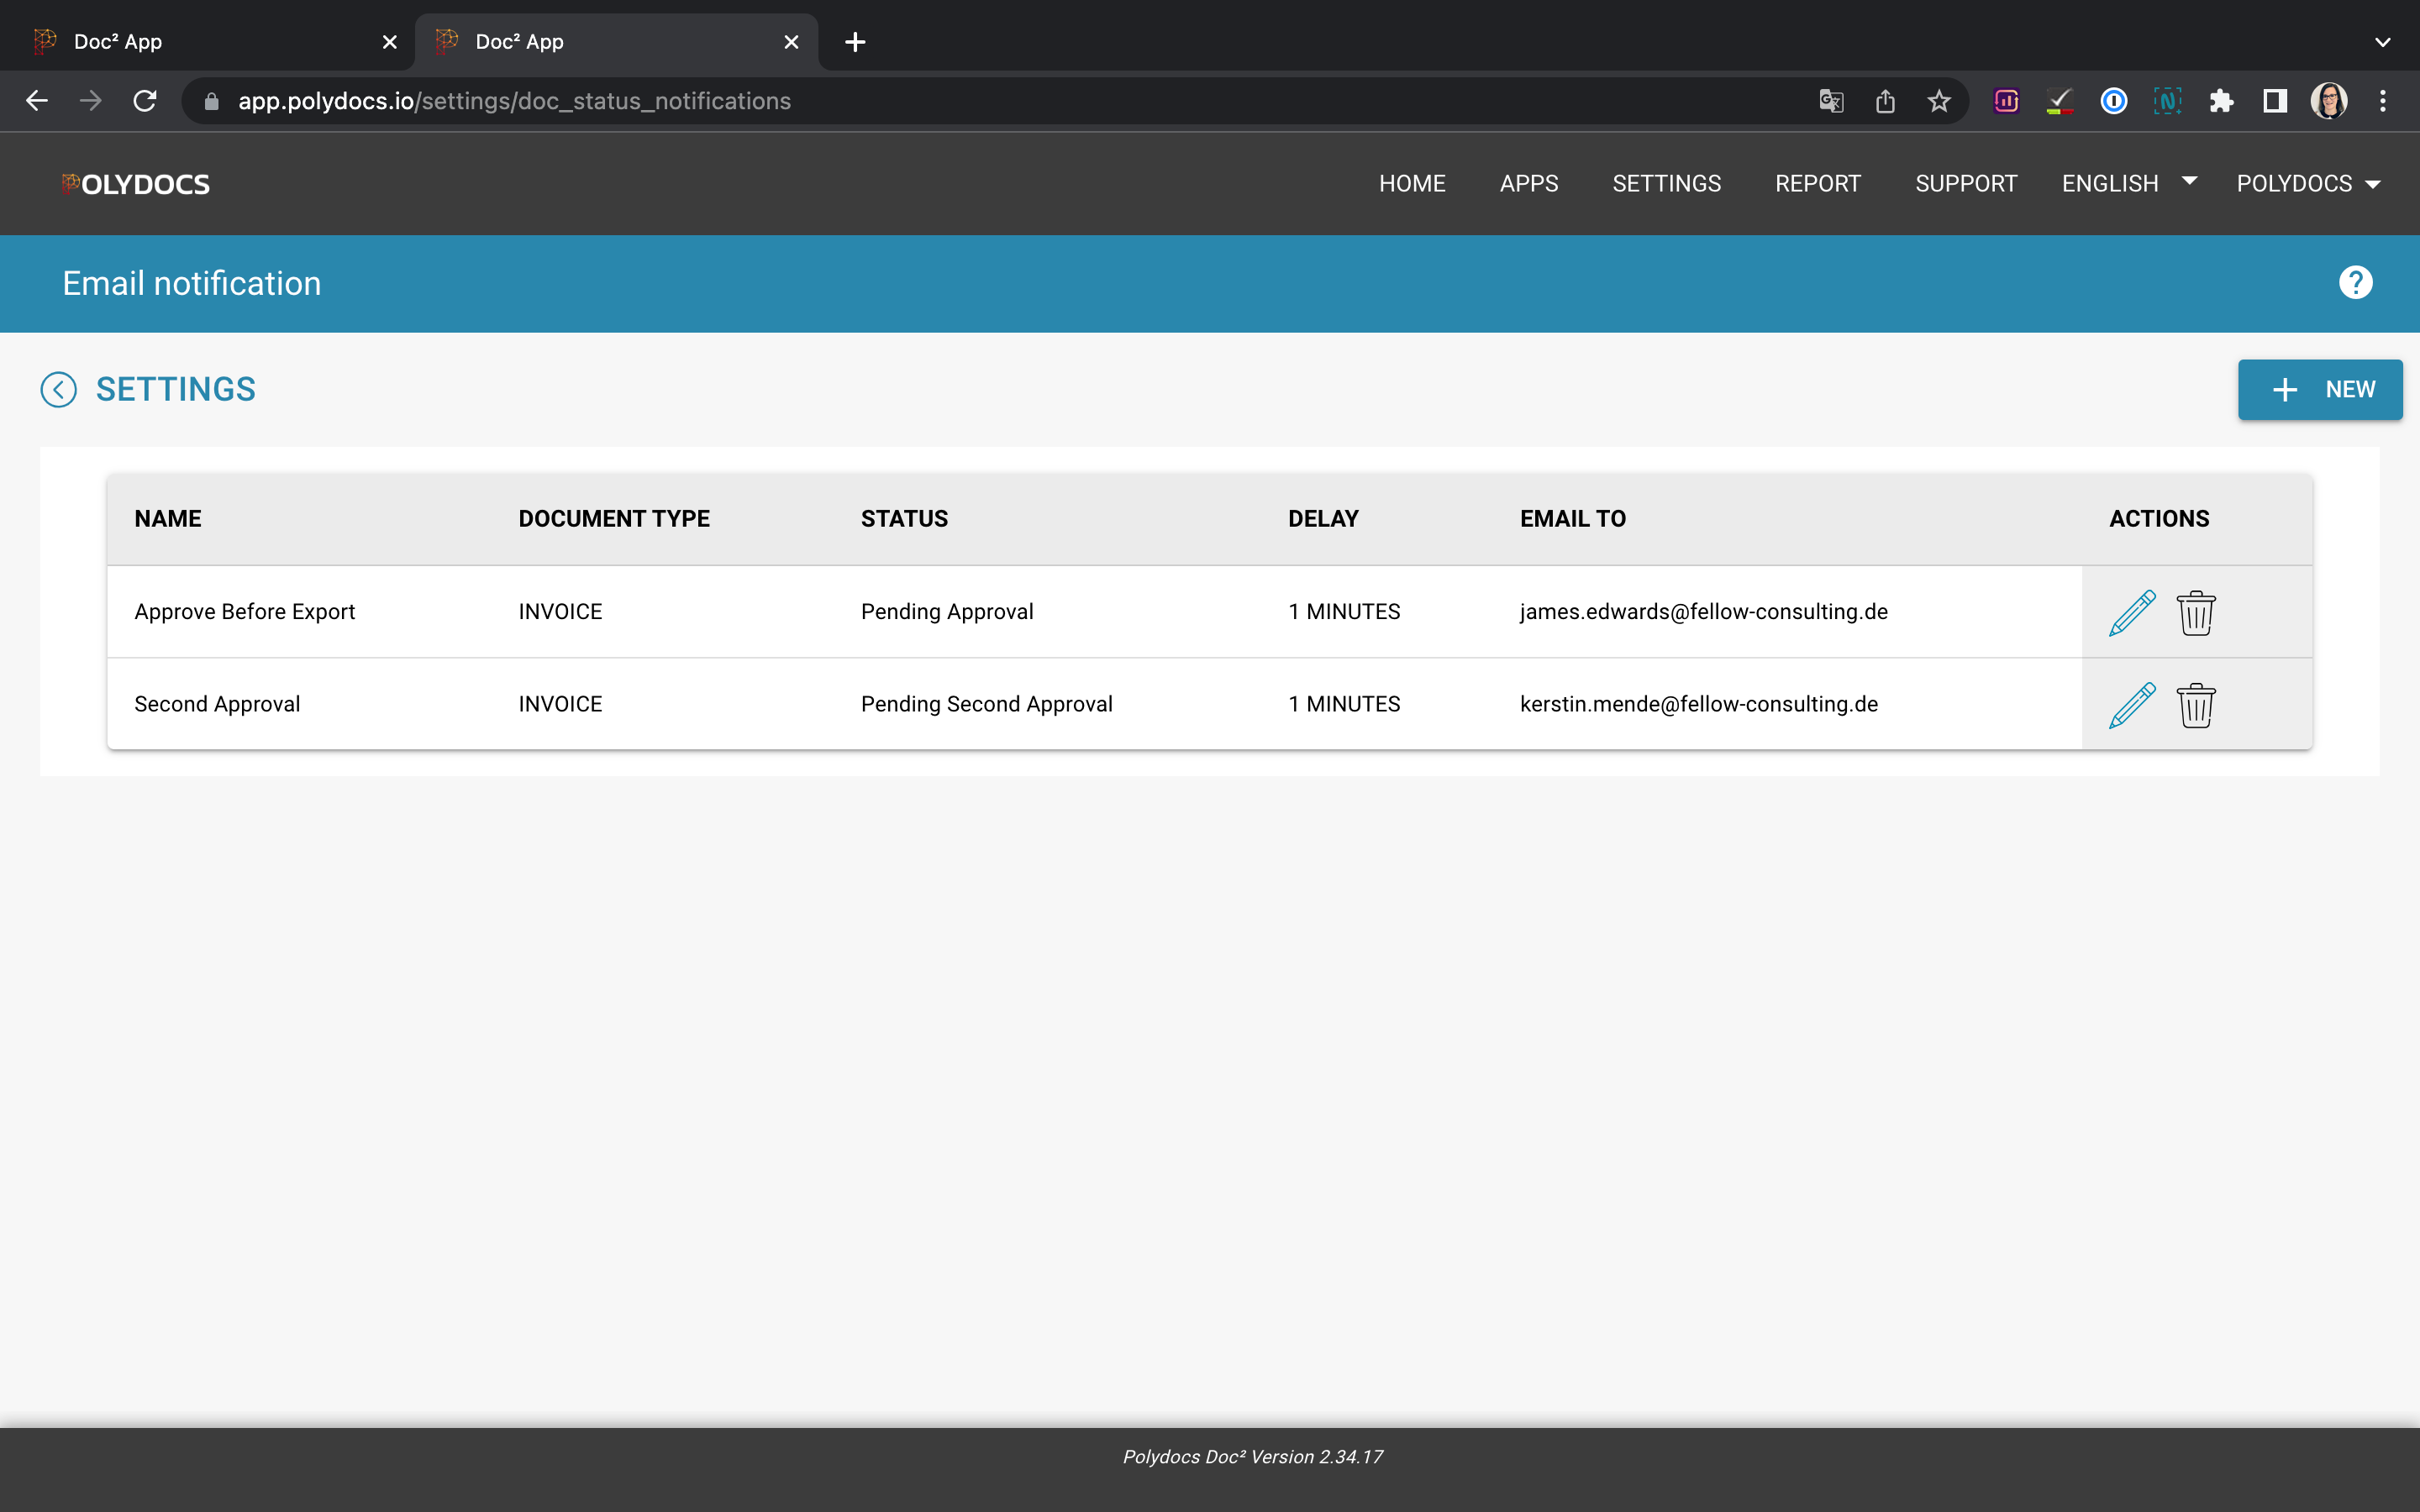 Doc² App
Doc² App
app.polydocs.io/settings/doc_status_notifications
POLYDOCS
HOME APPS SETTINGS REPORT SUPPORT ENGLISH POLYDOCS
Email notification
?
SETTINGS
+ NEW
NAME DOCUMENT TYPE STATUS DELAY EMAIL TO ACTIONS
Approve Before Export INVOICE Pending Approval 1 MINUTES james.edwards@fellow-consulting.de
Second Approval INVOICE Pending Second Approval 1 MINUTES kerstin.mende@fellow-consulting.de
Polydocs Doc² Version 2.34.17